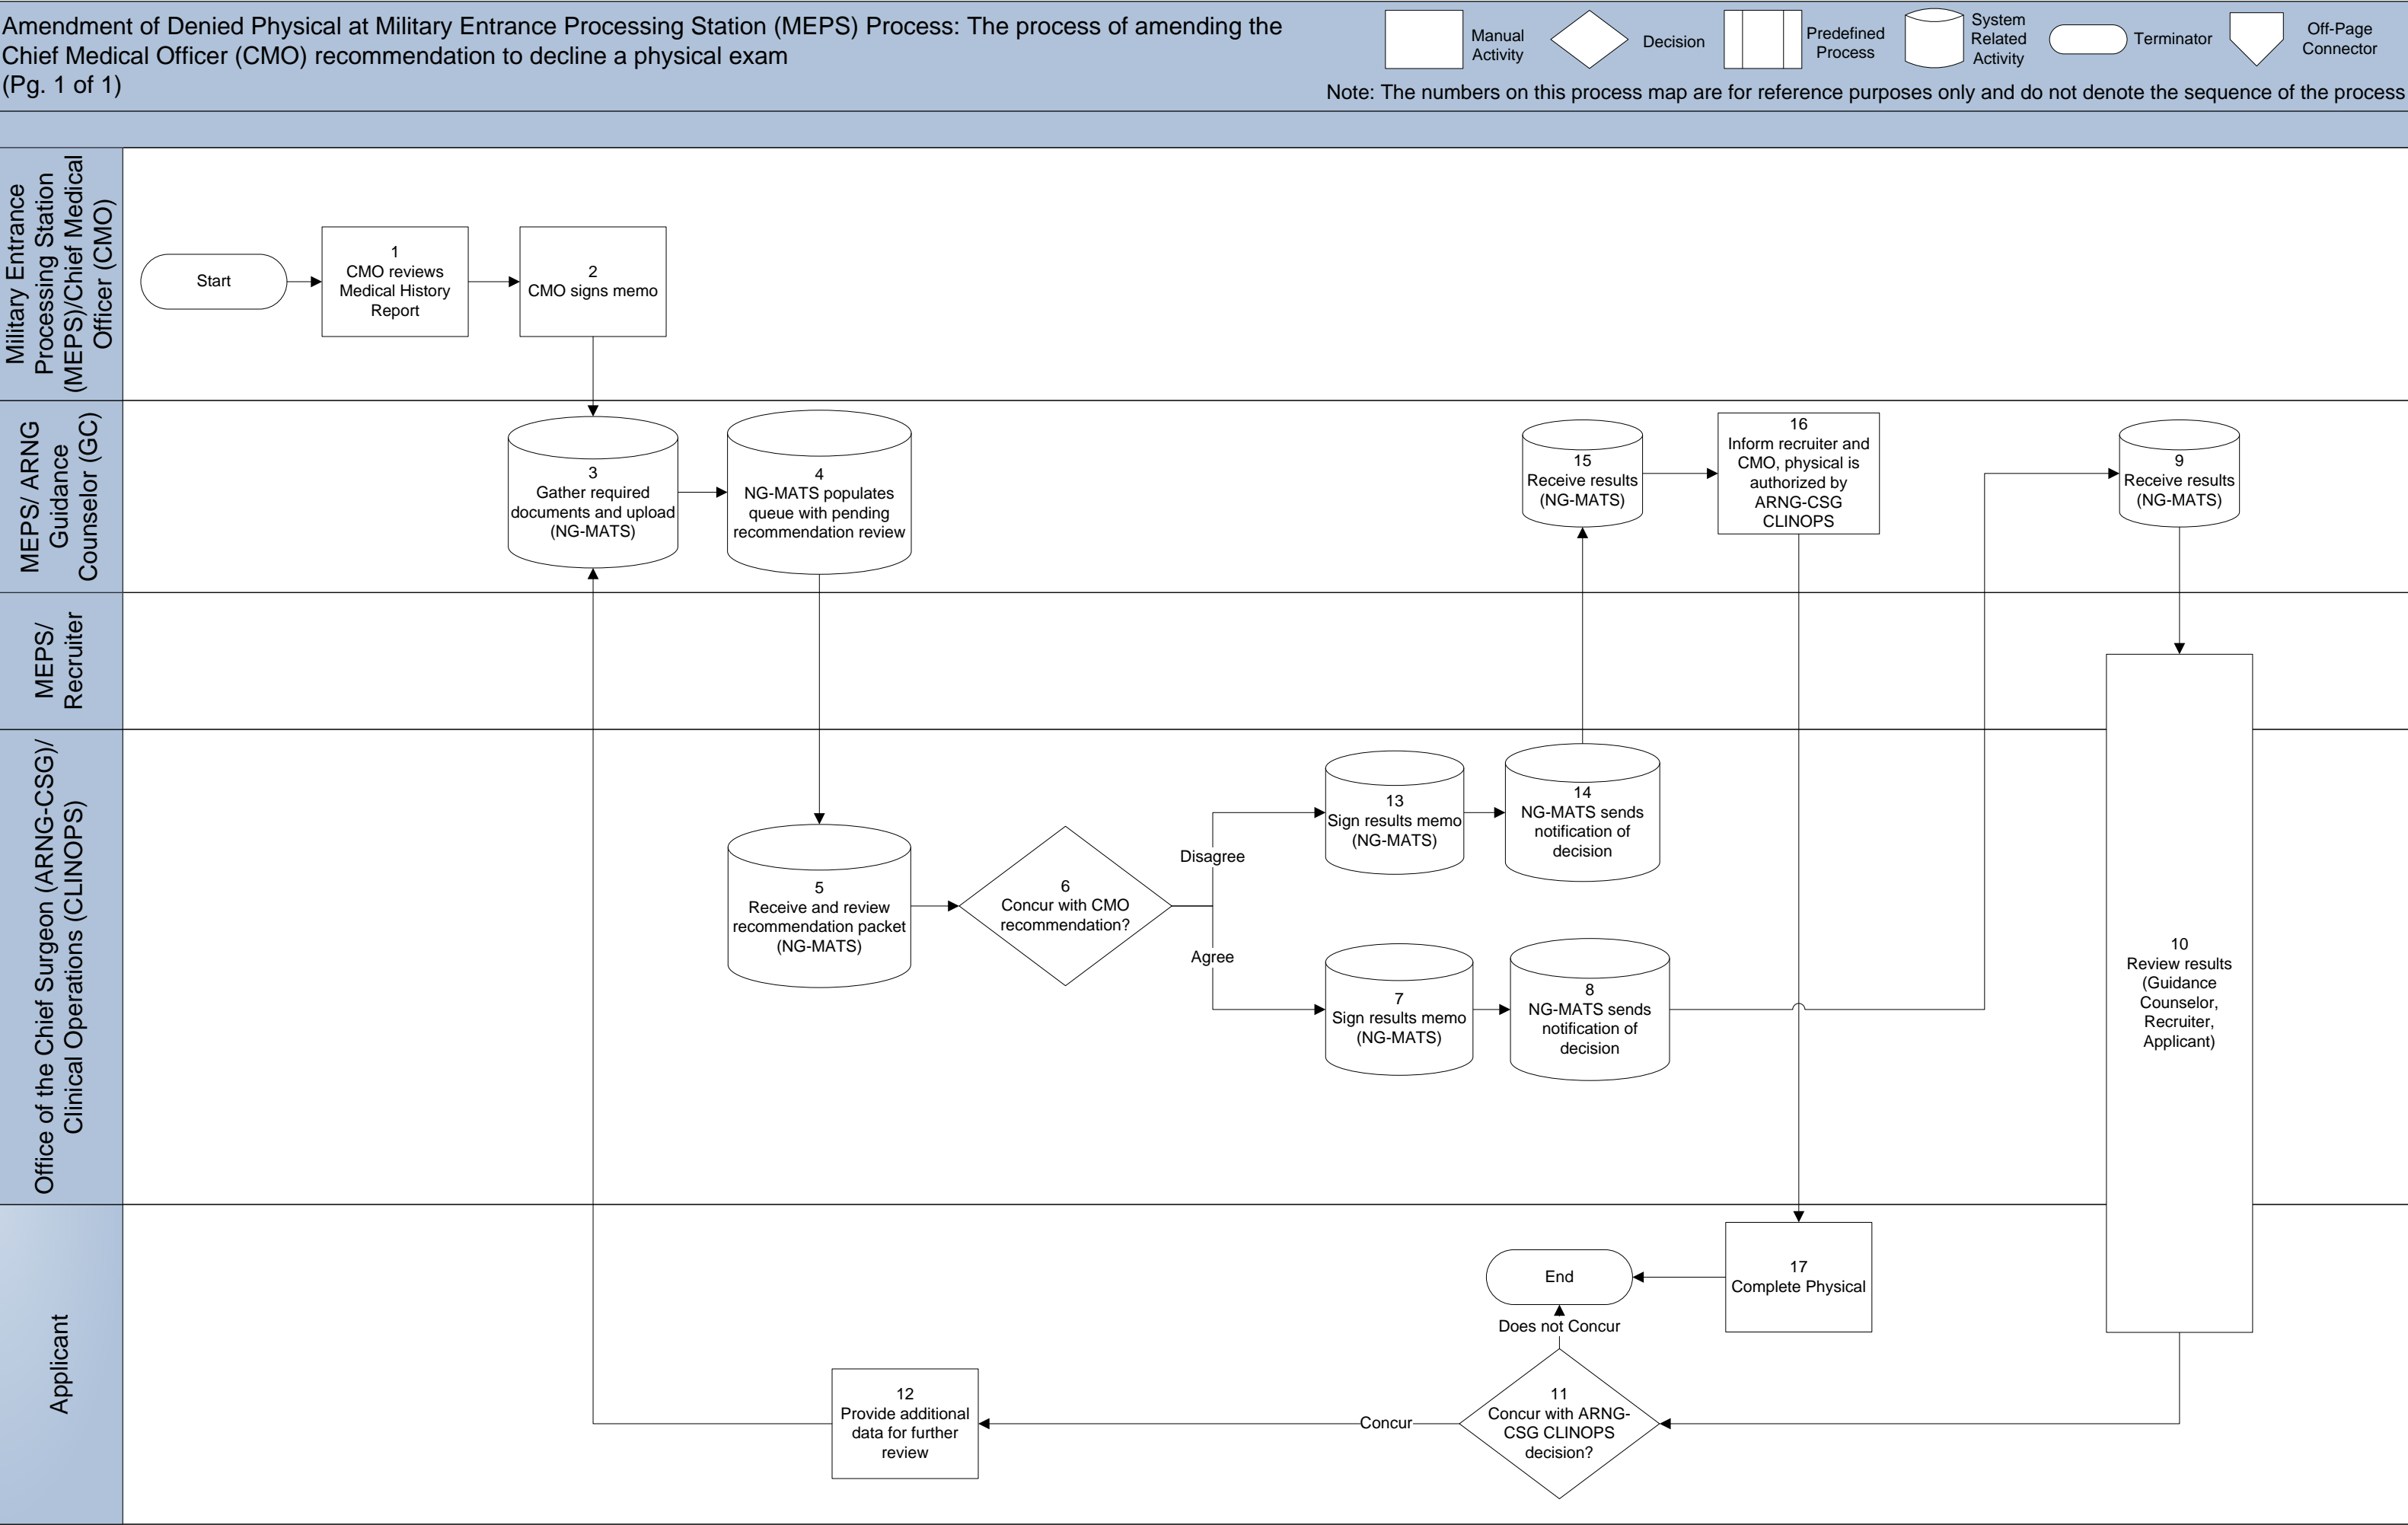 Amendment of Denied Physical at Military Entrance Processing Station (MEPS) Process: The process of amending the
Chief Medical Officer (CMO) recommendation to decline a physical exam
(Pg. 1 of 1)
Manual
Activity
Decision
Predefined
Process
System
Related
Activity
Terminator
Off-Page
Connector
Note: The numbers on this process map are for reference purposes only and do not denote the sequence of the process
Military Entrance
Processing Station
(MEPS)/Chief Medical
Officer (CMO)
Start
1
CMO reviews
Medical History
Report
2
CMO signs memo
MEPS/ ARNG
Guidance
Counselor (GC)
3
Gather required
documents and upload
(NG-MATS)
4
NG-MATS populates
queue with pending
recommendation review
15
Receive results
(NG-MATS)
16
Inform recruiter and
CMO, physical is
authorized by
ARNG-CSG
CLINOPS
9
Receive results
(NG-MATS)
MEPS/
Recruiter
Office of the Chief Surgeon (ARNG-CSG)/
Clinical Operations (CLINOPS)
5
Receive and review
recommendation packet
(NG-MATS)
6
Concur with CMO
recommendation?
Disagree
Agree
13
Sign results memo
(NG-MATS)
14
NG-MATS sends
notification of
decision
7
Sign results memo
(NG-MATS)
8
NG-MATS sends
notification of
decision
10
Review results
(Guidance
Counselor,
Recruiter,
Applicant)
Applicant
End
17
Complete Physical
Does not Concur
12
Provide additional
data for further
review
Concur
11
Concur with ARNG-
CSG CLINOPS
decision?